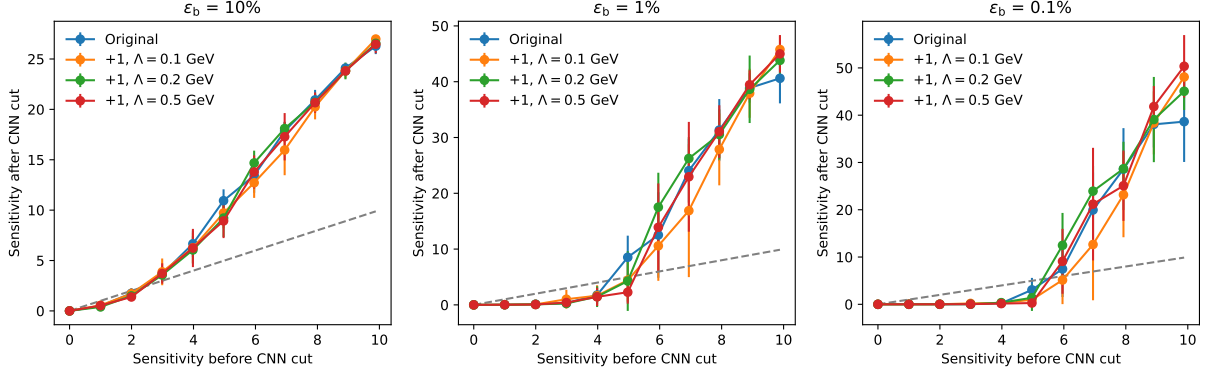 ε_b = 10%
Sensitivity after CNN cut
25
20
15
10
5
0
Original
+1, Λ = 0.1 GeV
+1, Λ = 0.2 GeV
+1, Λ = 0.5 GeV
0 2 4 6 8 10
Sensitivity before CNN cut
ε_b = 1%
Sensitivity after CNN cut
50
40
30
20
10
0
Original
+1, Λ = 0.1 GeV
+1, Λ = 0.2 GeV
+1, Λ = 0.5 GeV
0 2 4 6 8 10
Sensitivity before CNN cut
ε_b = 0.1%
Sensitivity after CNN cut
50
40
30
20
10
0
Original
+1, Λ = 0.1 GeV
+1, Λ = 0.2 GeV
+1, Λ = 0.5 GeV
0 2 4 6 8 10
Sensitivity before CNN cut